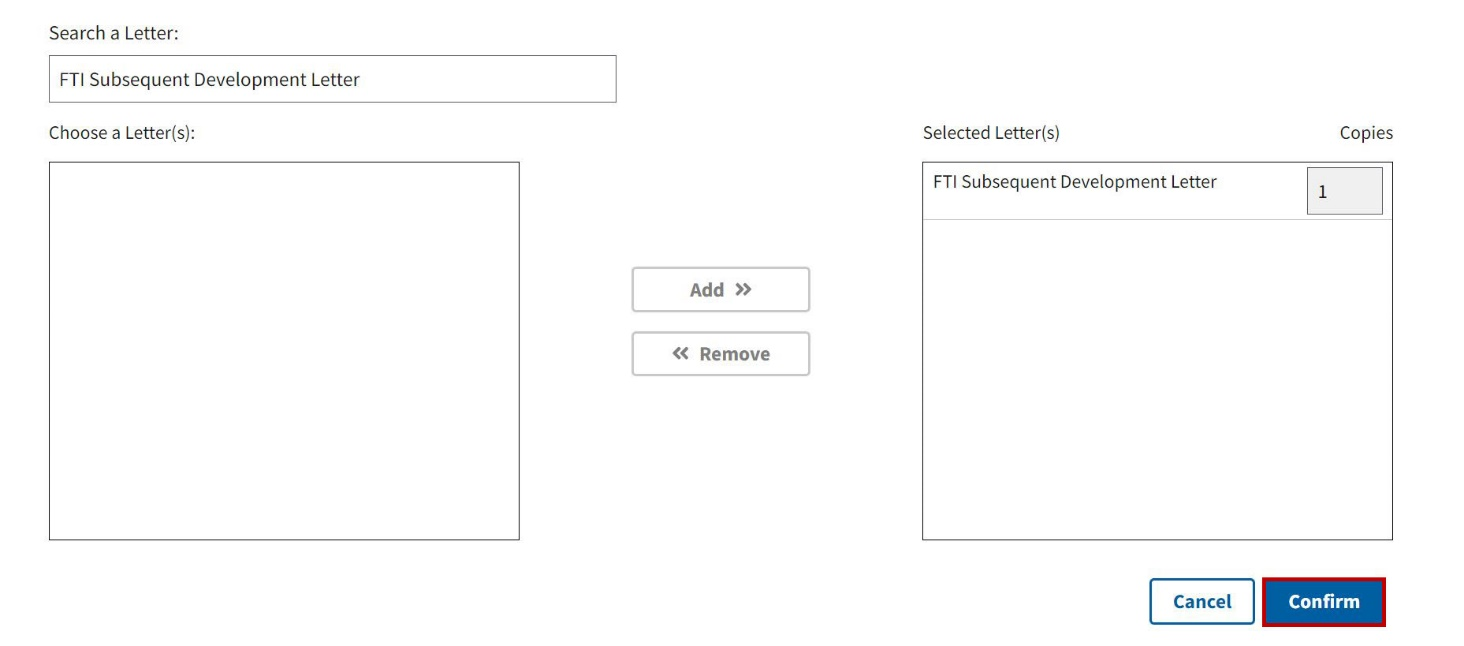 Search a Letter:
FTI Subsequent Development Letter
Choose a Letter(s):
Selected Letter(s) Copies
FTI Subsequent Development Letter 1
Add
Remove
Cancel Confirm